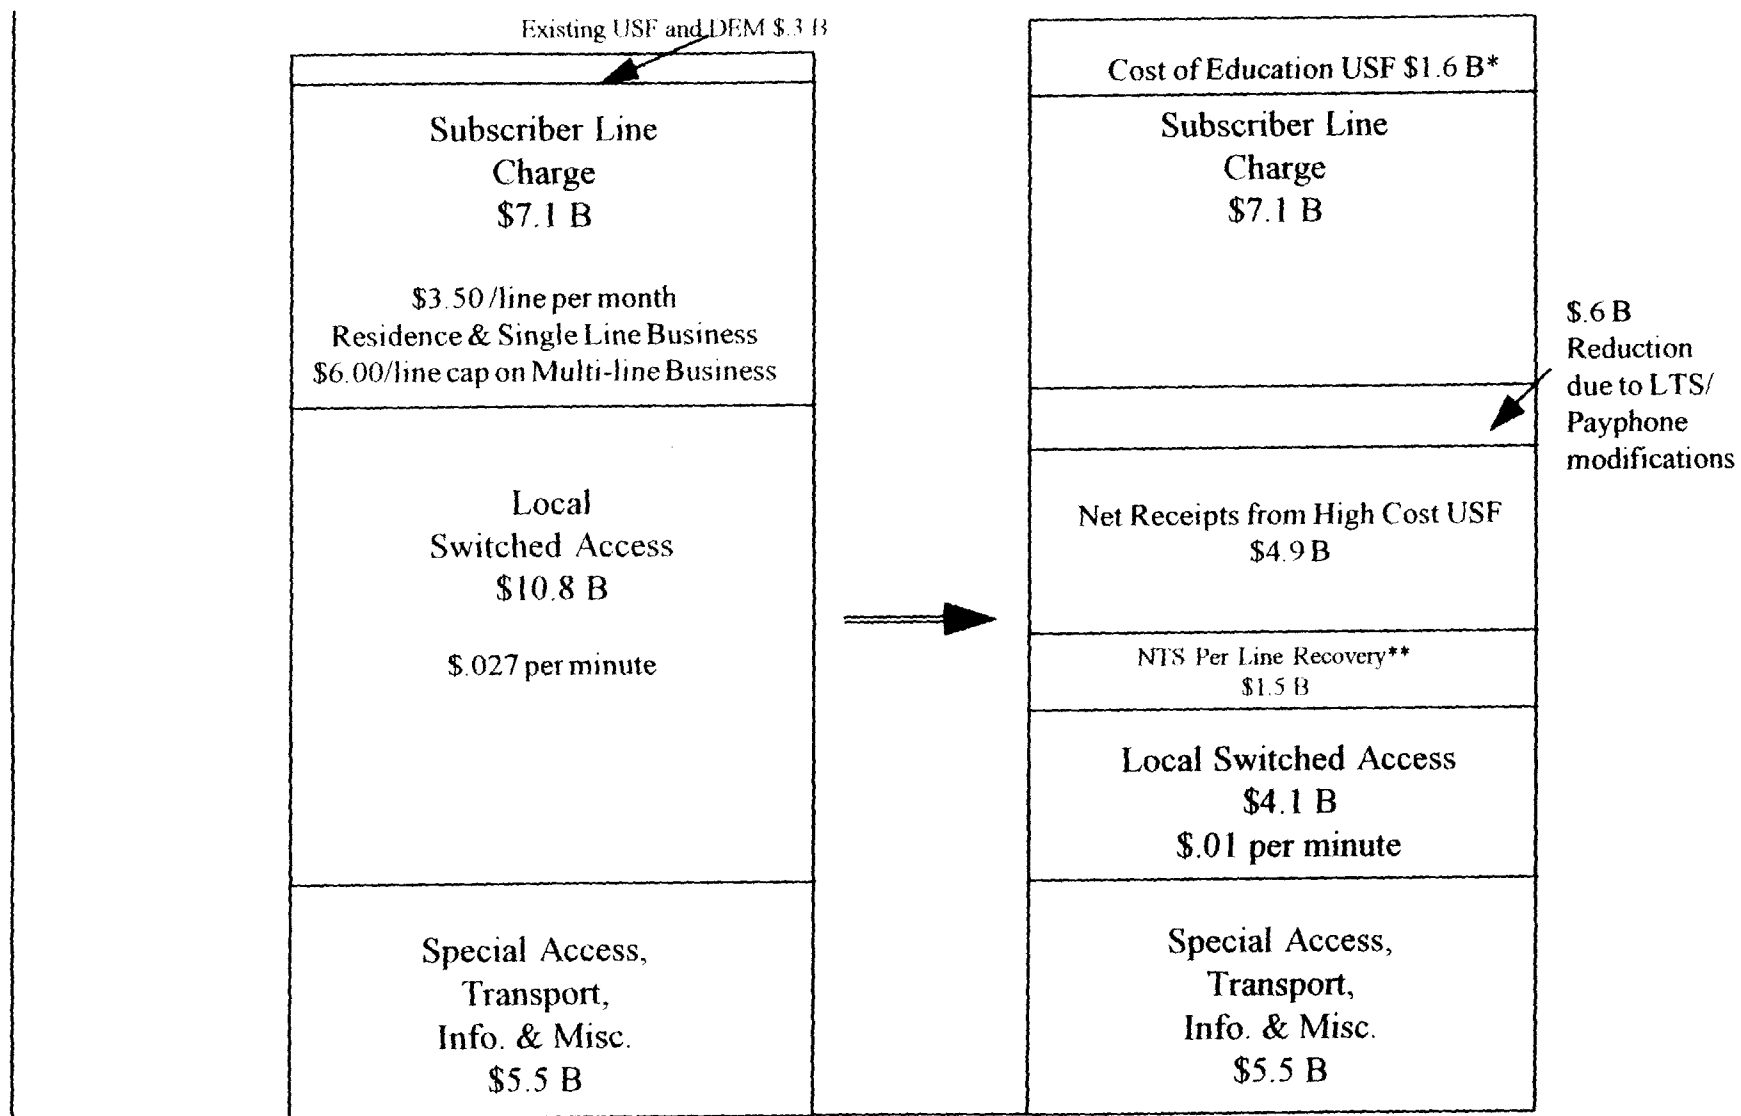 Existing USF and DEM $.3 B
Subscriber Line
Charge
$7.1 B
$3.50/line per month
Residence & Single Line Business
$6.00/line cap on Multi-line Business
Local
Switched Access
$10.8 B
$.027 per minute
Special Access,
Transport,
Info. & Misc.
$5.5 B
Cost of Education USF $1.6 B*
Subscriber Line
Charge
$7.1 B
$.6 B
Reduction
due to LTS/
Payphone
modifications
Net Receipts from High Cost USF
$4.9 B
NTS Per Line Recovery**
$1.5 B
Local Switched Access
$4.1 B
$.01 per minute
Special Access,
Transport,
Info. & Misc.
$5.5 B